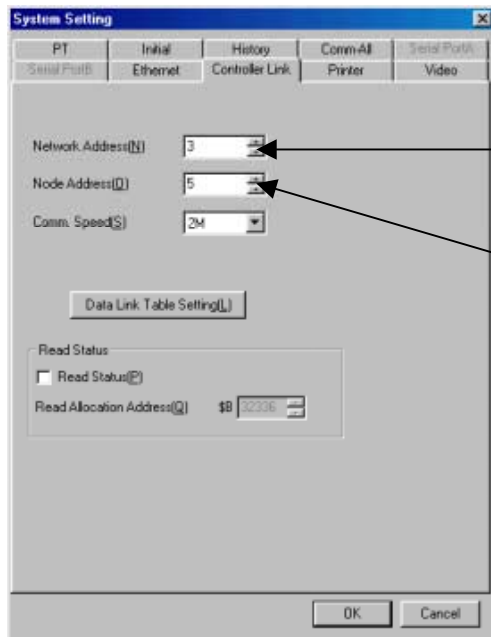 System Setting
PT Initial History Comm-All Serial PortA
Serial PortB Ethernet Controller Link Printer Video
Network Address(N) 3
Node Address(O) 5
Comm. Speed(S) 2M
Data Link Table Setting(L)
Read Status
Read Status(P)
Read Allocation Address(Q) $B 32336
OK Cancel